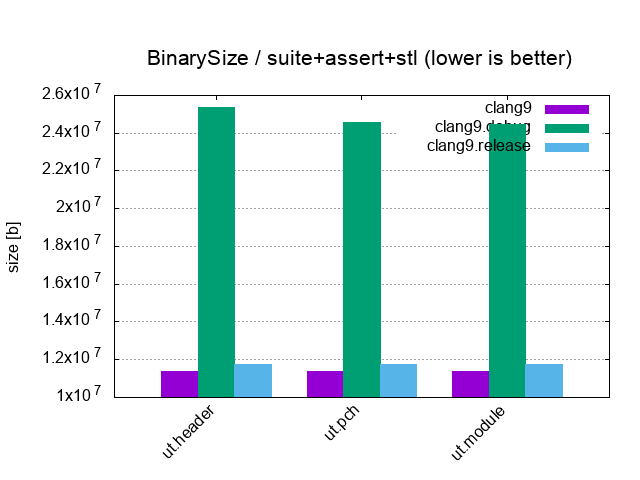 BinarySize / suite+assert+stl (lower is better)
2.6x10^7
2.4x10^7
2.2x10^7
2x10^7
1.8x10^7
1.6x10^7
1.4x10^7
1.2x10^7
1x10^7
size [b]
clang9
clang9.debug
clang9.release
ut.header
ut.pch
ut.module